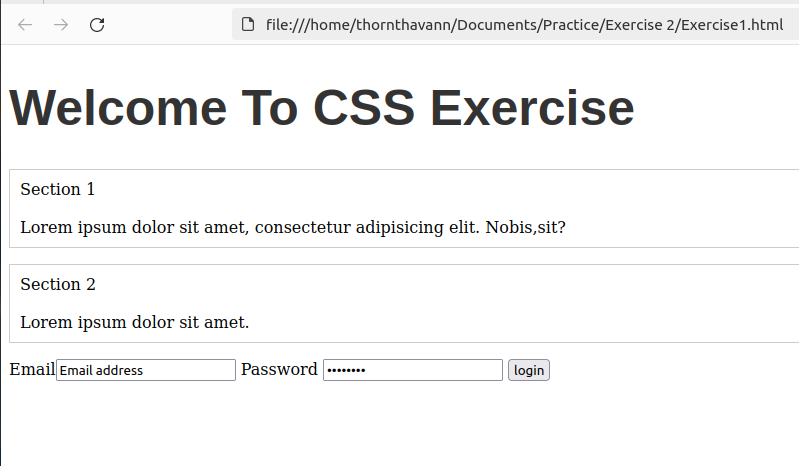 file:///home/thornthavann/Documents/Practice/Exercise 2/Exercise1.html
Welcome To CSS Exercise
Section 1
Lorem ipsum dolor sit amet, consectetur adipisicing elit. Nobis,sit?
Section 2
Lorem ipsum dolor sit amet.
Email Email address Password •••••••• login